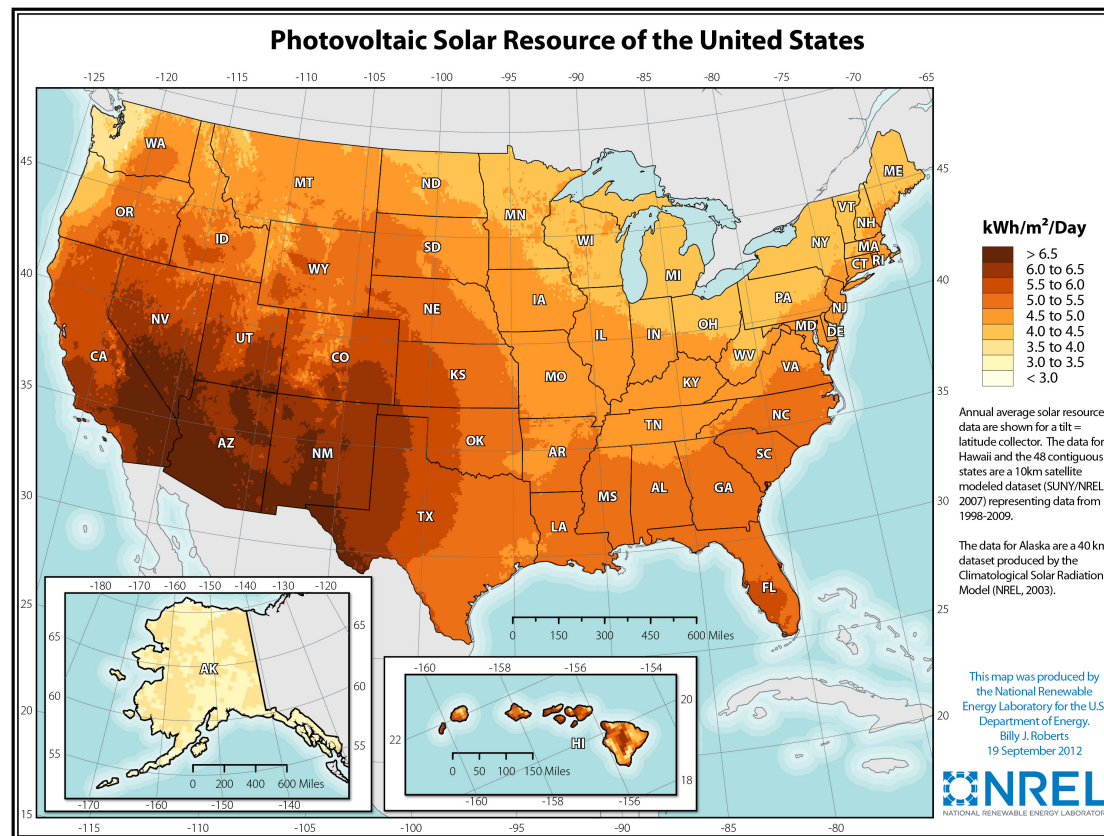 Photovoltaic Solar Resource of the United States
-125 -120 -115 -110 -105 -100 -95 -90 -85 -80 -75 -70 -65
45
40
35
30
25
20
15
45
40
35
30
25
20
-115 -110 -105 -100 -95 -90 -85 -80
WA
OR
CA
NV
ID
MT
WY
UT
AZ
CO
NM
ND
SD
NE
KS
OK
TX
MN
IA
MO
AR
LA
WI
IL
MI
IN
OH
KY
TN
MS
AL
GA
FL
SC
NC
VA
WV
PA
NY
VT
NH
ME
MA
CT
RI
NJ
DE
MD
0 150 300 450 600 Miles
-180 -170 -160 -150 -140 -130 -120
65
60
55
65
60
55
AK
0 200 400 600 Miles
-170 -160 -150 -140
-160 -158 -156 -154
20
22
HI
18
0 50 100 150 Miles
-160 -156
kWh/m²/Day
> 6.5
6.0 to 6.5
5.5 to 6.0
5.0 to 5.5
4.5 to 5.0
4.0 to 4.5
3.5 to 4.0
3.0 to 3.5
< 3.0
Annual average solar resource
data are shown for a tilt =
latitude collector. The data for
Hawaii and the 48 contiguous
states are a 10km satellite
modeled dataset (SUNY/NREL,
2007) representing data from
1998-2009.
The data for Alaska are a 40 km
dataset produced by the
Climatological Solar Radiation
Model (NREL, 2003).
This map was produced by
the National Renewable
Energy Laboratory for the U.S.
Department of Energy.
Billy J. Roberts
19 September 2012
NREL
NATIONAL RENEWABLE ENERGY LABORATOR